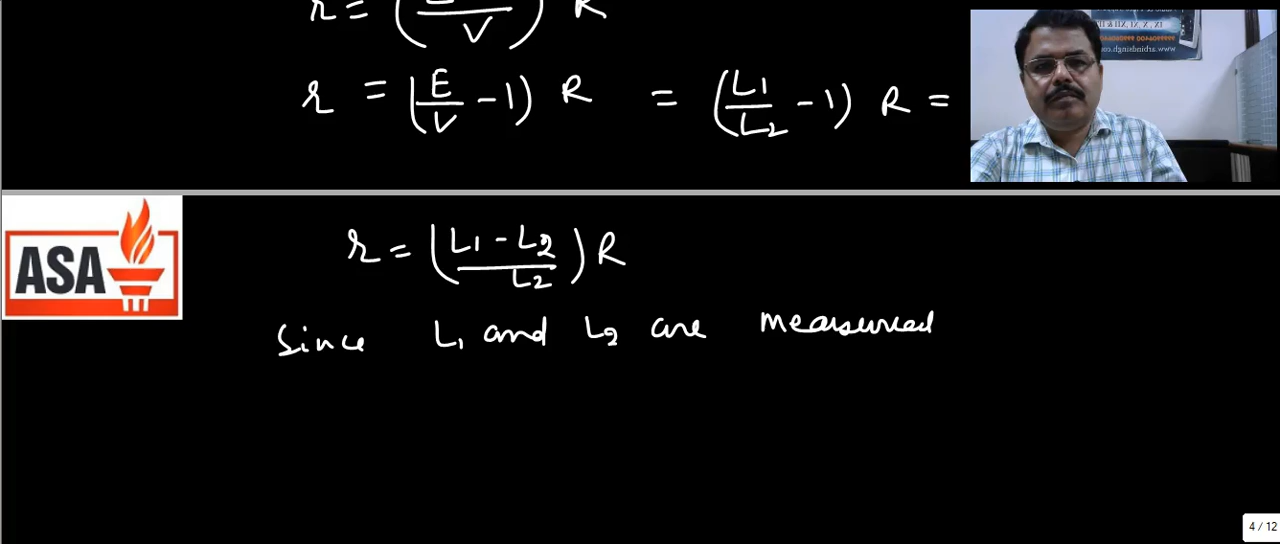 r = (E/V - 1) R = (L1/L2 - 1) R =
ASA
r = (L1 - L2 / L2) R
Since L1 and L2 are measured
4 / 12